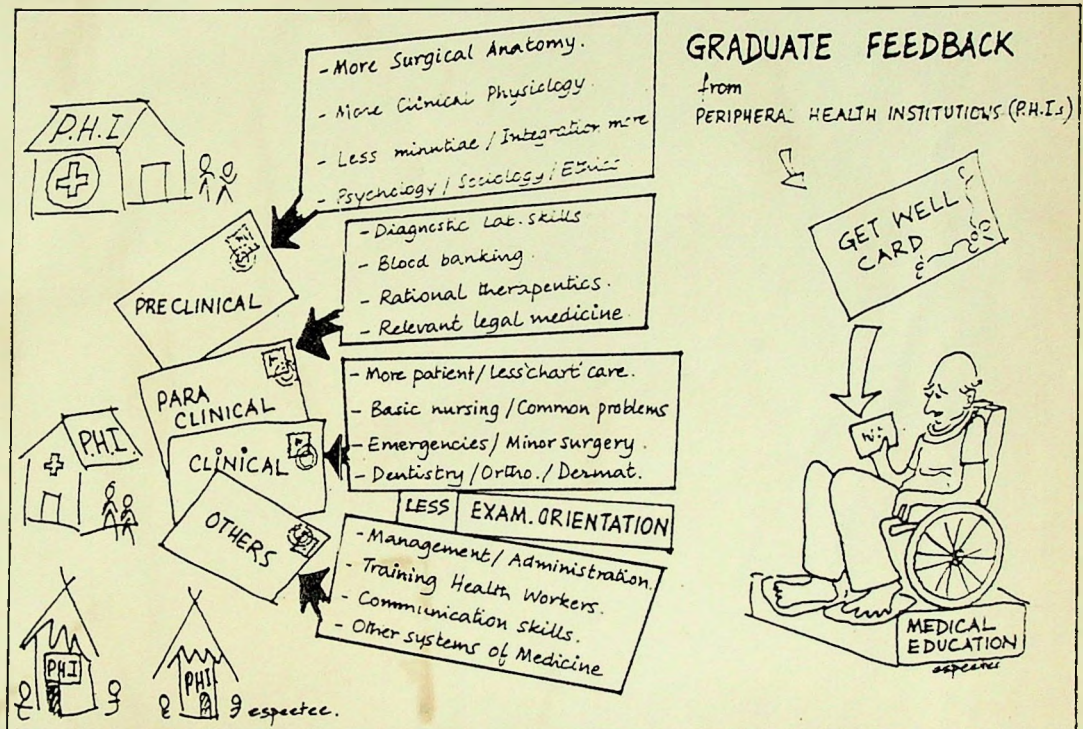 GRADUATE FEEDBACK
from
PERIPHERAL HEALTH INSTITUTIONS (P.H.I.s)
P.H.I
- More Surgical Anatomy.
- More Clinical Physiology.
- Less minutiae / Integration more
- Psychology / Sociology / Ethics
PRECLINICAL
- Diagnostic Lab. skills
- Blood banking.
- Rational therapeutics.
- Relevant legal medicine
PARA
CLINICAL
P.H.I.
- More patient / Less 'chart' care.
- Basic nursing / Common problems
- Emergencies / Minor surgery.
- Dentistry / Ortho. / Dermat.
CLINICAL
LESS EXAM. ORIENTATION
OTHERS
- Management / Administration.
- Training Health Workers.
- Communication skills.
- Other systems of Medicine
PHI
PHI
espectee.
GET WELL
CARD
MEDICAL
EDUCATION
espectee